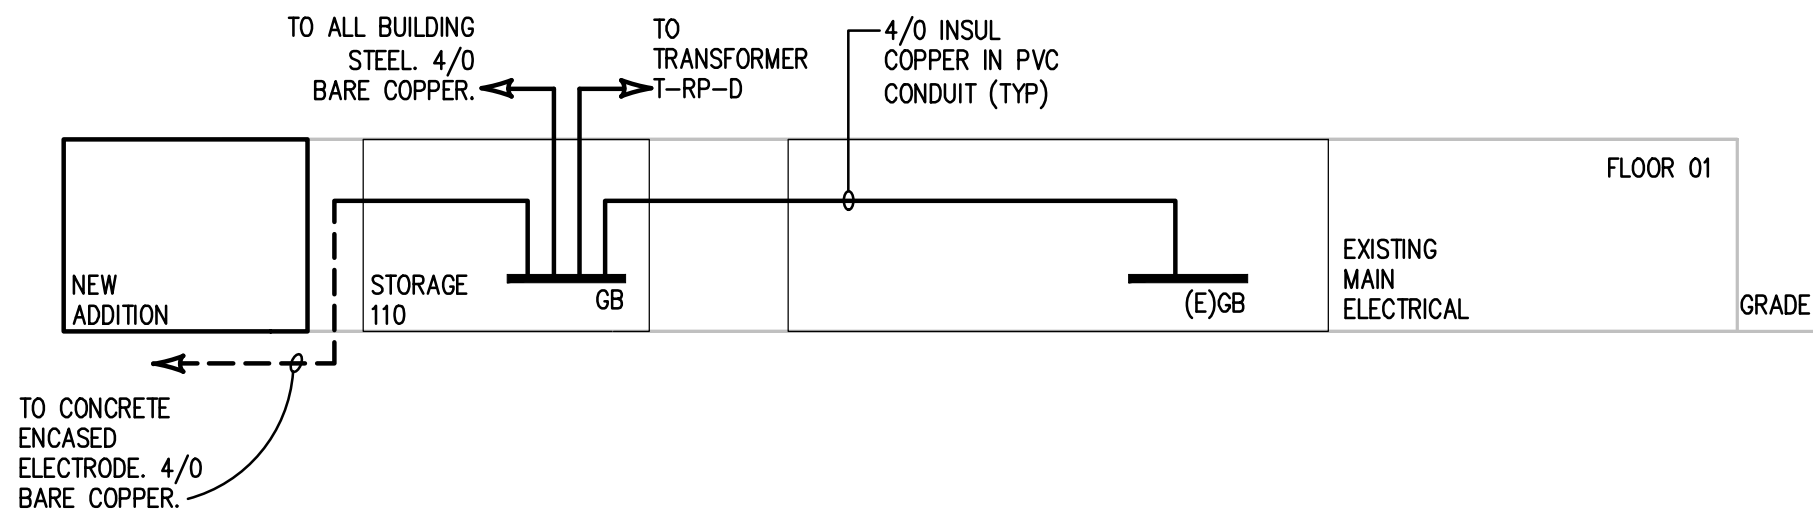 TO ALL BUILDING
STEEL. 4/0
BARE COPPER.
TO
TRANSFORMER
T-RP-D
4/0 INSUL
COPPER IN PVC
CONDUIT (TYP)
FLOOR 01
NEW
ADDITION
STORAGE
110
GB
(E)GB
EXISTING
MAIN
ELECTRICAL
GRADE
TO CONCRETE
ENCASED
ELECTRODE. 4/0
BARE COPPER.